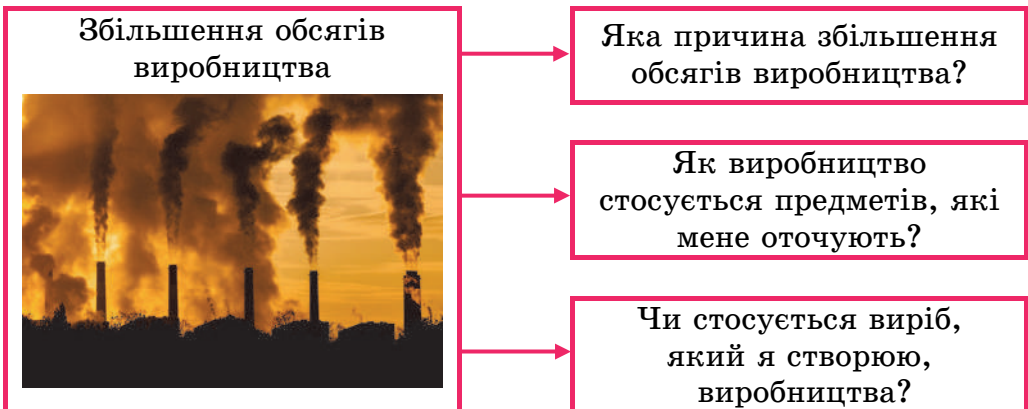 Збільшення обсягів
виробництва
Яка причина збільшення
обсягів виробництва?
Як виробництво
стосується предметів, які
мене оточують?
Чи стосується виріб,
який я створюю,
виробництва?